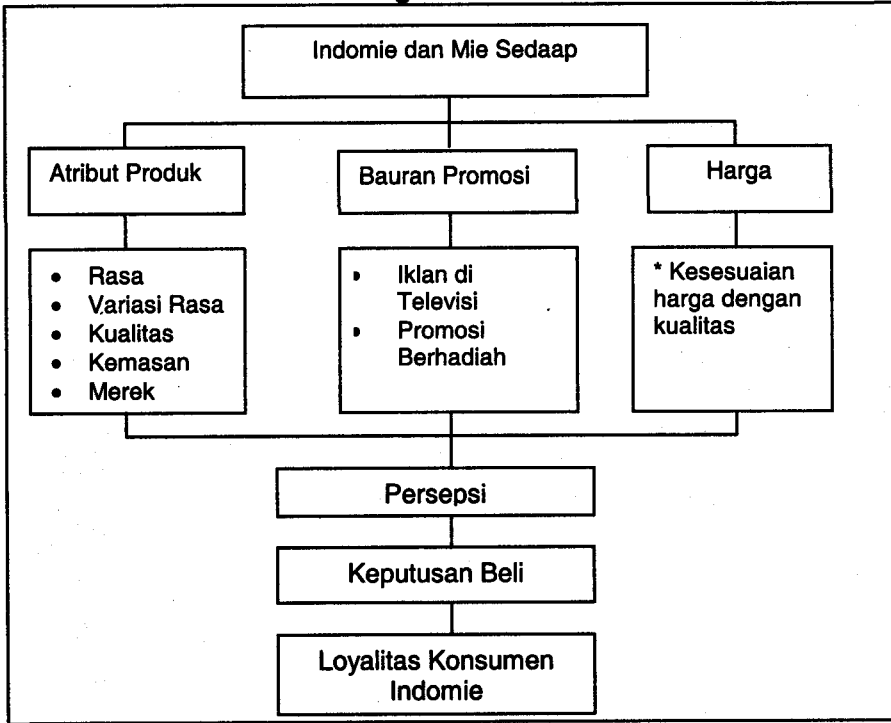 Indomie dan Mie Sedaap
Atribut Produk
Bauran Promosi
Harga
• Rasa
• Variasi Rasa
• Kualitas
• Kemasan
• Merek
• Iklan di
Televisi
• Promosi
Berhadiah
* Kesesuaian
harga dengan
kualitas
Persepsi
Keputusan Beli
Loyalitas Konsumen
Indomie